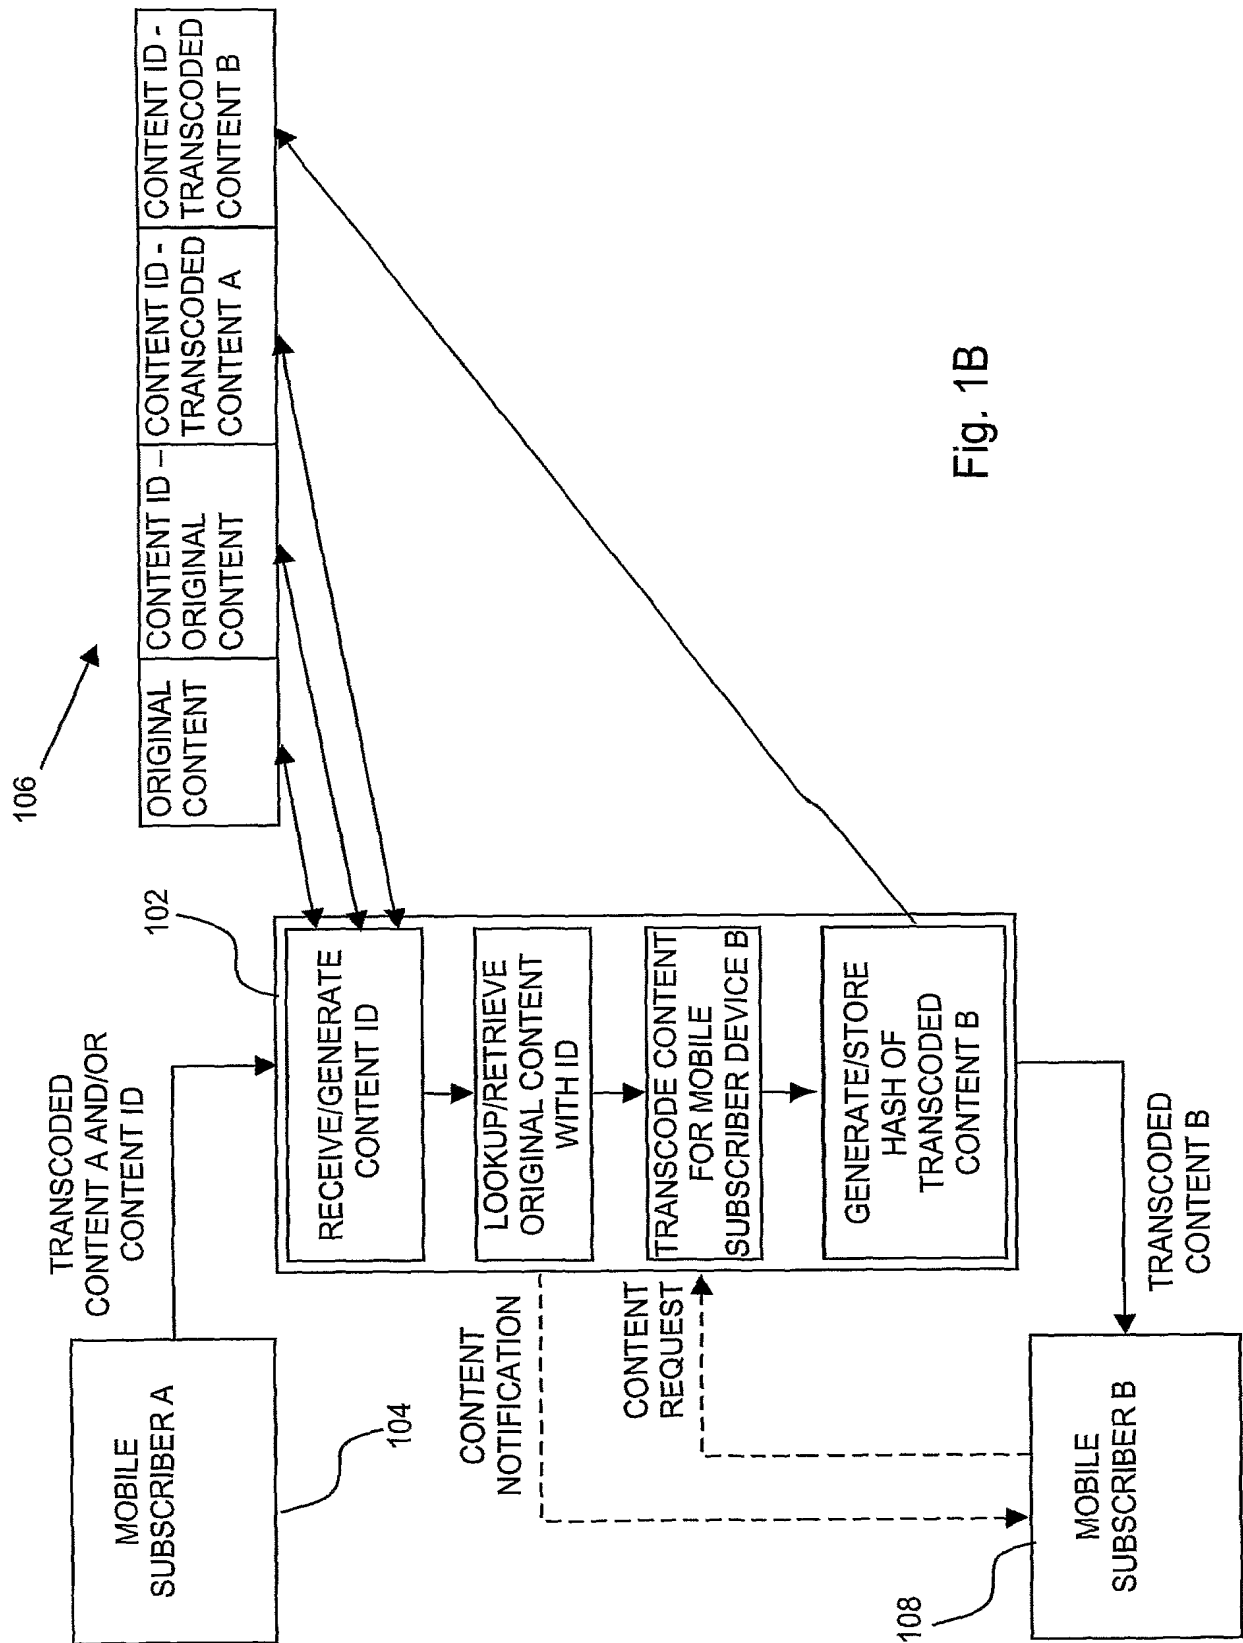 106
ORIGINAL
CONTENT
CONTENT ID –
ORIGINAL
CONTENT
CONTENT ID -
TRANSCODED
CONTENT A
CONTENT ID -
TRANSCODED
CONTENT B
TRANSCODED
CONTENT A AND/OR
CONTENT ID
102
MOBILE
SUBSCRIBER A
104
RECEIVE/GENERATE
CONTENT ID
LOOKUP/RETRIEVE
ORIGINAL CONTENT
WITH ID
TRANSCODE CONTENT
FOR MOBILE
SUBSCRIBER DEVICE B
GENERATE/STORE
HASH OF
TRANSCODED
CONTENT B
CONTENT
NOTIFICATION
CONTENT
REQUEST
MOBILE
SUBSCRIBER B
108
TRANSCODED
CONTENT B
Fig. 1B